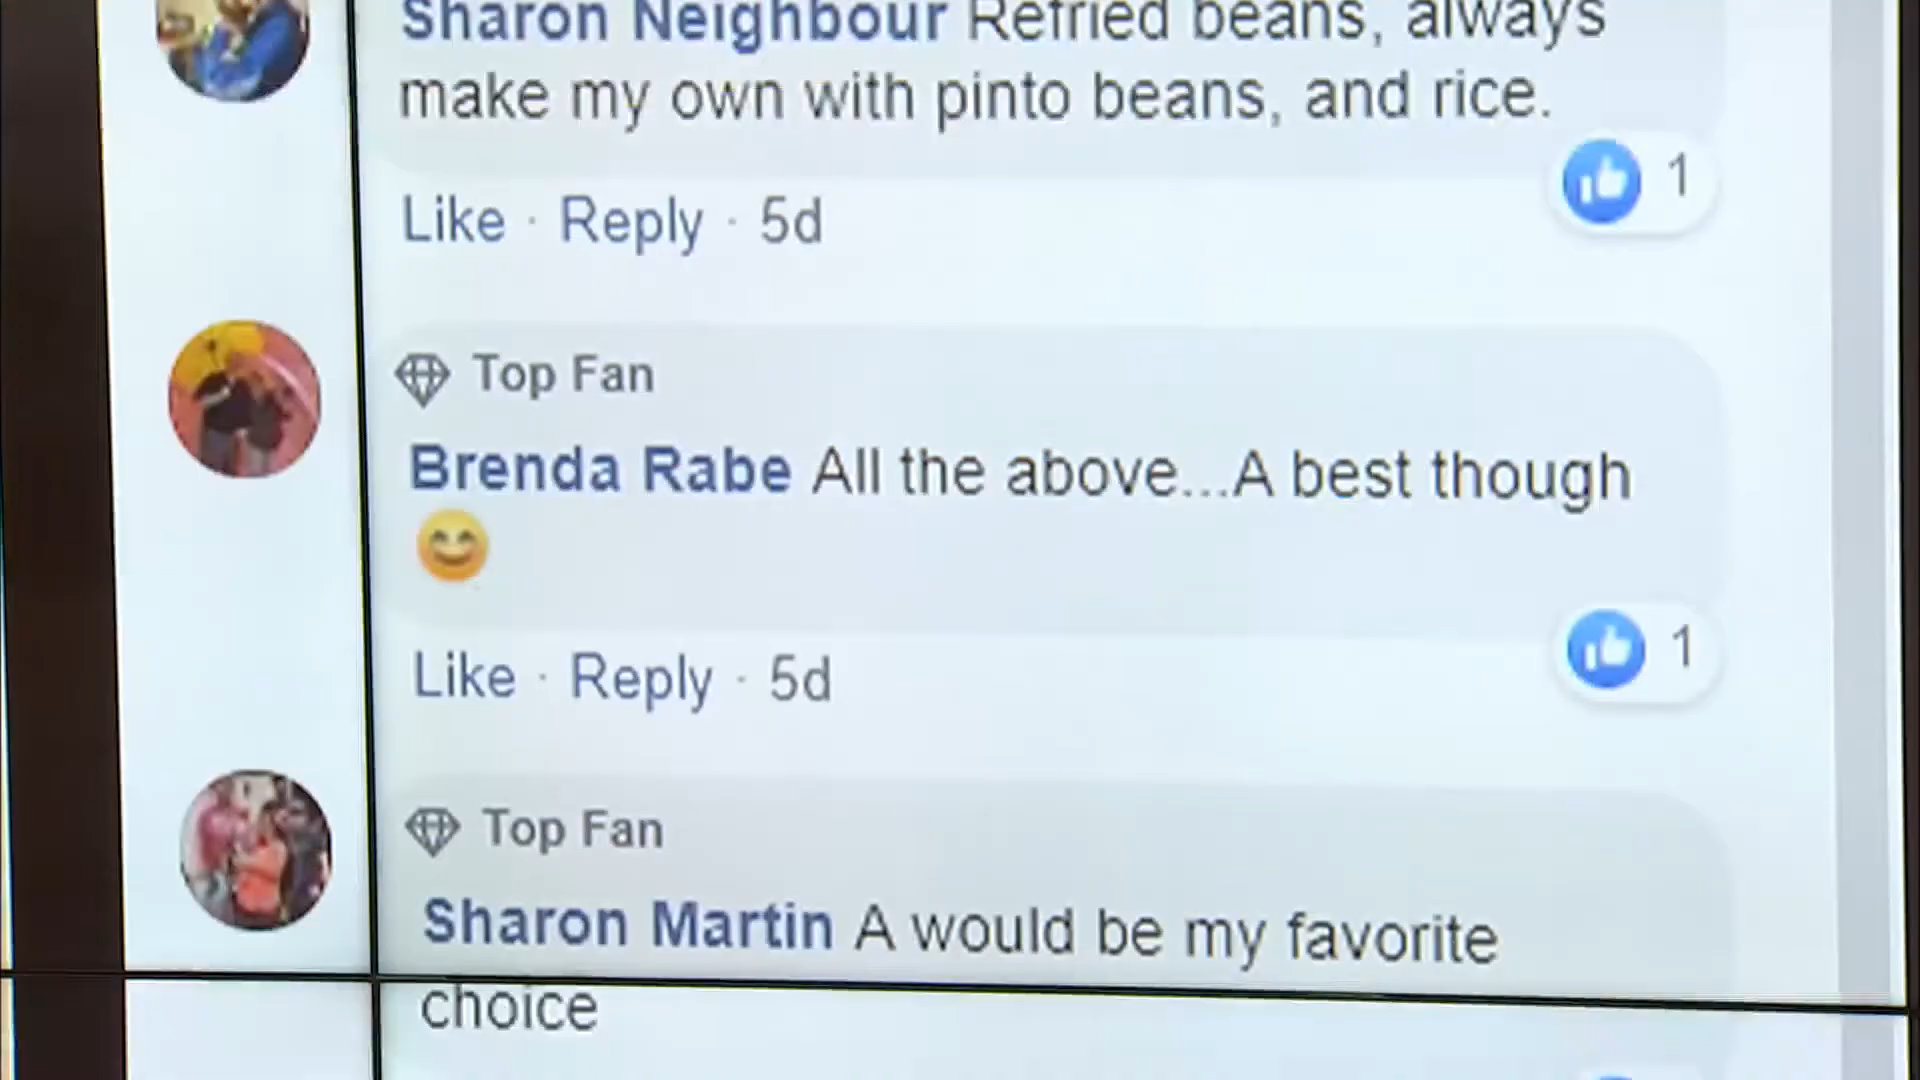 Sharon Neighbour Refried beans, always
make my own with pinto beans, and rice.
1
Like · Reply · 5d
Top Fan
Brenda Rabe All the above...A best though
😊
1
Like · Reply · 5d
Top Fan
Sharon Martin A would be my favorite
choice